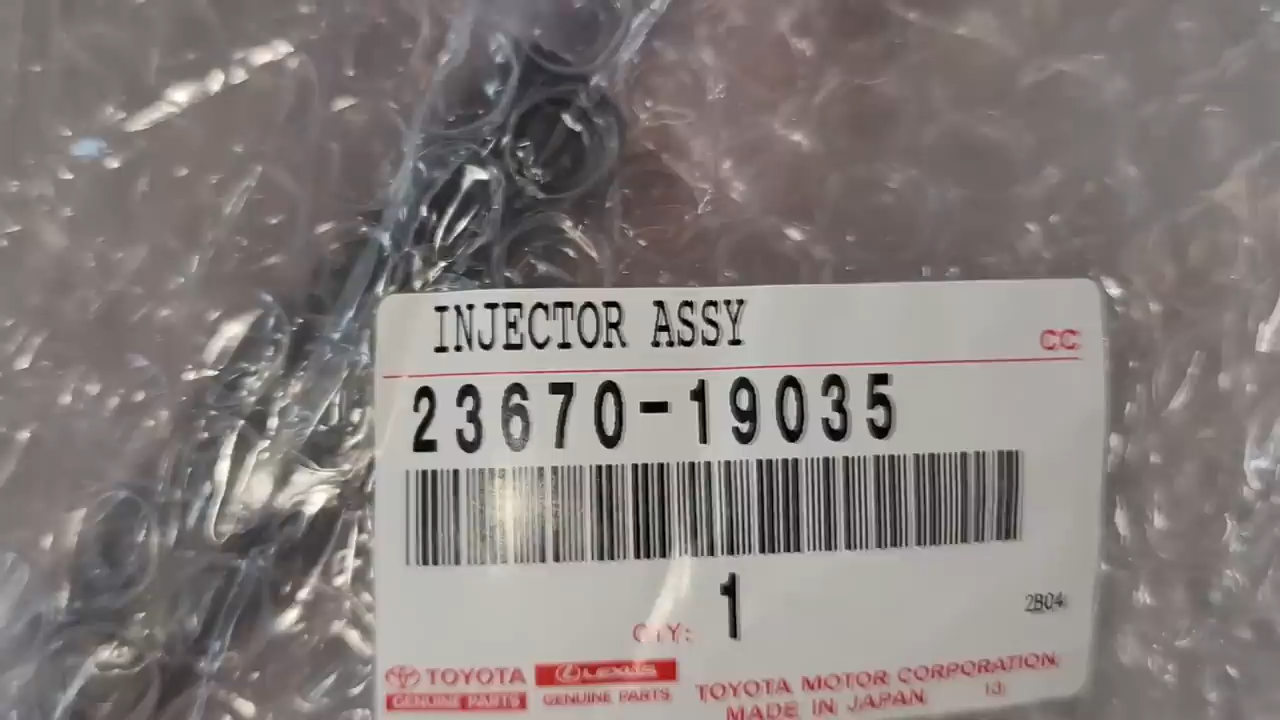 INJECTOR ASSY
CC
23670-19035
1
QTY:
2B04
TOYOTA
GENUINE PARTS
LEXUS
GENUINE PARTS
TOYOTA MOTOR CORPORATION
MADE IN JAPAN
13